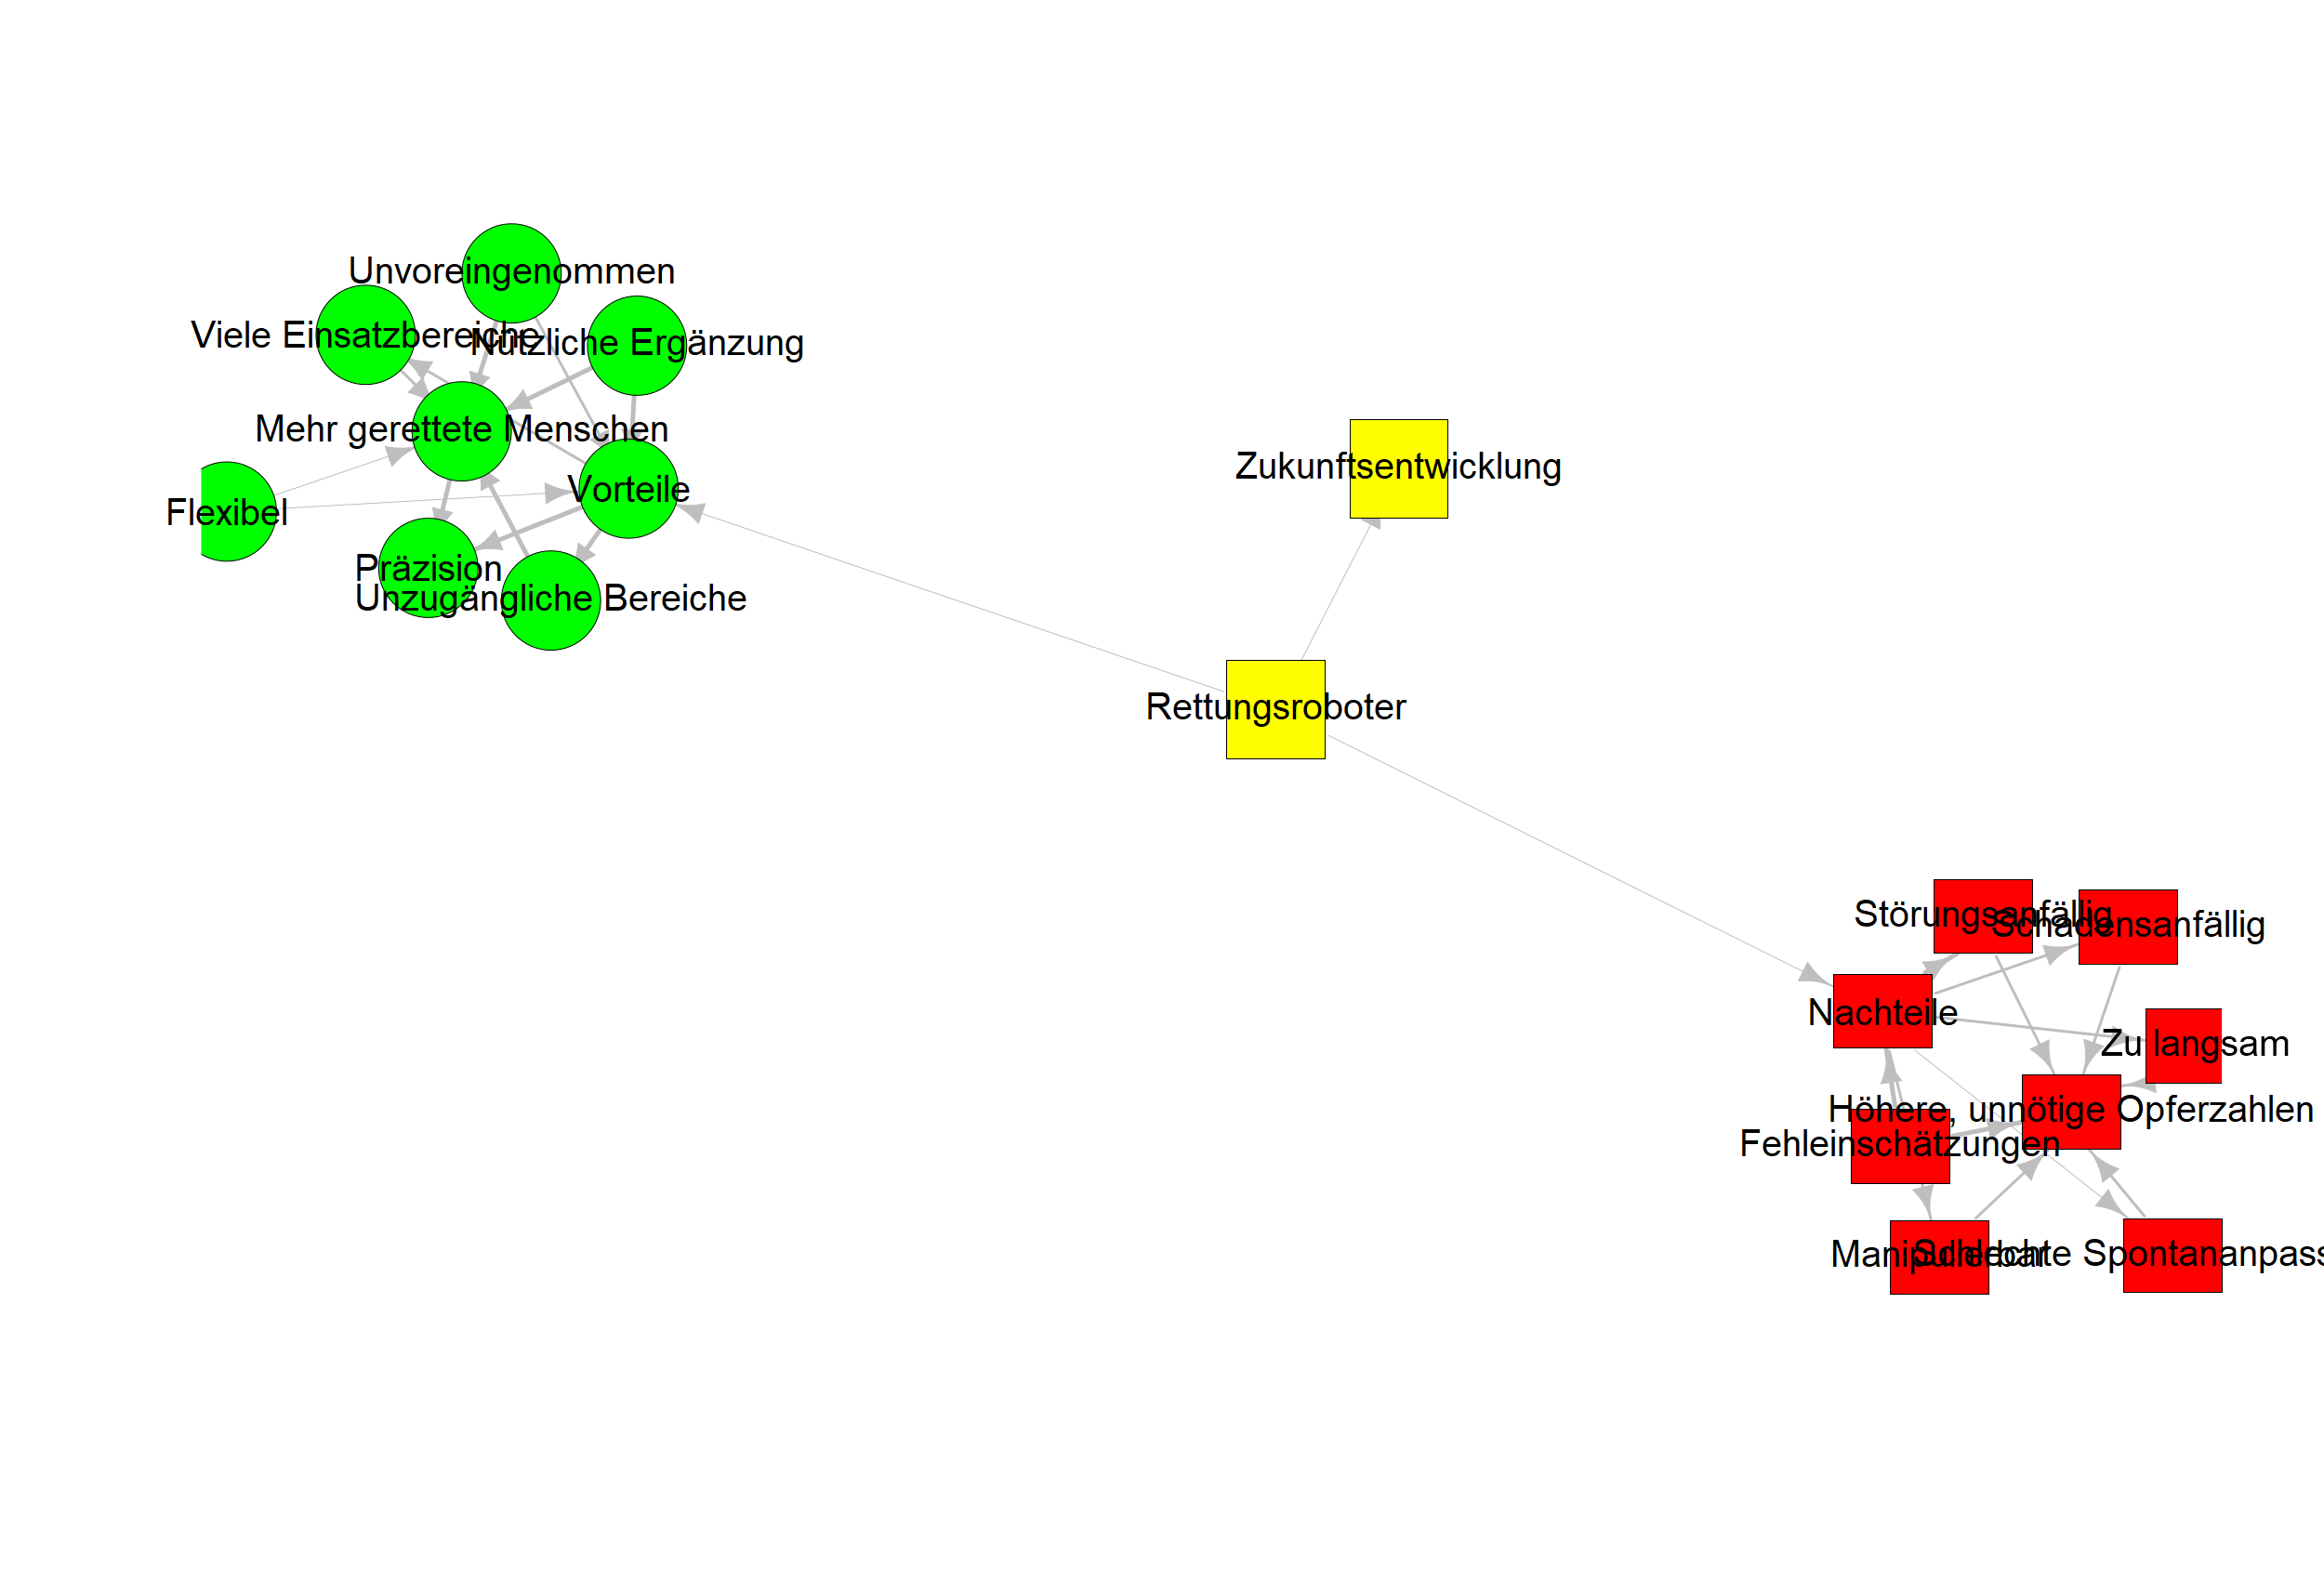 Unvoreingenommen
Viele Einsatzbereiche
Nützliche Ergänzung
Mehr gerettete Menschen
Vorteile
Flexibel
Präzision
Unzugängliche Bereiche
Zukunftsentwicklung
Rettungsroboter
Störungsanfällig
Schadensanfällig
Nachteile
Zu langsam
Höhere, unnötige Opferzahlen
Fehleinschätzungen
Manipulierbar
Schlechte Spontananpass